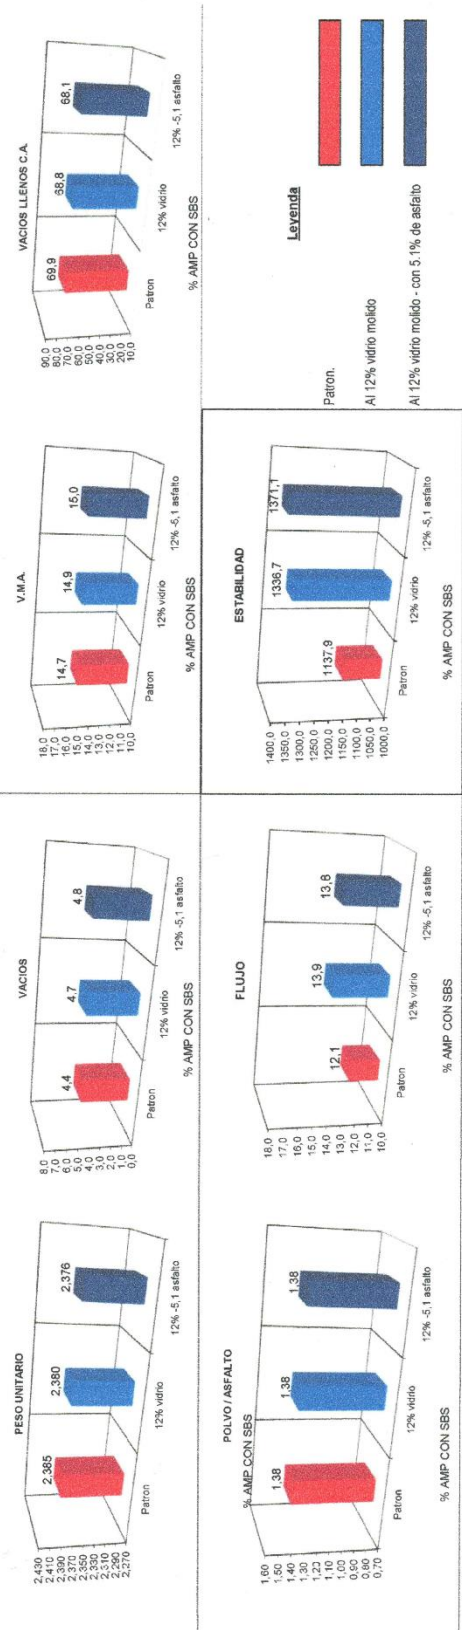 PESO UNITARIO
2,430
2,410
2,390
2,370
2,350
2,330
2,310
2,290
2,270
2,385
2,380
2,376
Patron
12% vidrio
12% -5,1 asfalto
VACIOS
8,0
7,0
6,0
5,0
4,0
3,0
2,0
1,0
0,0
4,4
4,7
4,8
Patron
12% vidrio
12% -5,1 asfalto
% AMP CON SBS
V.M.A.
18,0
17,0
16,0
15,0
14,0
13,0
12,0
11,0
10,0
14,7
14,9
15,0
Patron
12% vidrio
12% -5,1 asfalto
% AMP CON SBS
VACIOS LLENOS C.A.
90,0
80,0
70,0
60,0
50,0
40,0
30,0
20,0
10,0
69,9
68,8
68,1
Patron
12% vidrio
12% -5,1 asfalto
% AMP CON SBS
POLVO / ASFALTO
% AMP CON SBS
1,60
1,50
1,40
1,30
1,20
1,10
1,00
0,90
0,80
0,70
1,38
1,38
1,38
Patron
12% vidrio
12% -5,1 asfalto
% AMP CON SBS
FLUJO
18,0
17,0
16,0
15,0
14,0
13,0
12,0
11,0
10,0
12,1
13,9
13,8
Patron
12% vidrio
12% -5,1 asfalto
% AMP CON SBS
ESTABILIDAD
1400,0
1350,0
1300,0
1250,0
1200,0
1150,0
1100,0
1050,0
1000,0
1137,9
1336,7
1371,1
Patron
12% vidrio
12% -5,1 asfalto
% AMP CON SBS
Leyenda
Patron.
Al 12% vidrio molido
Al 12% vidrio molido - con 5.1% de asfalto